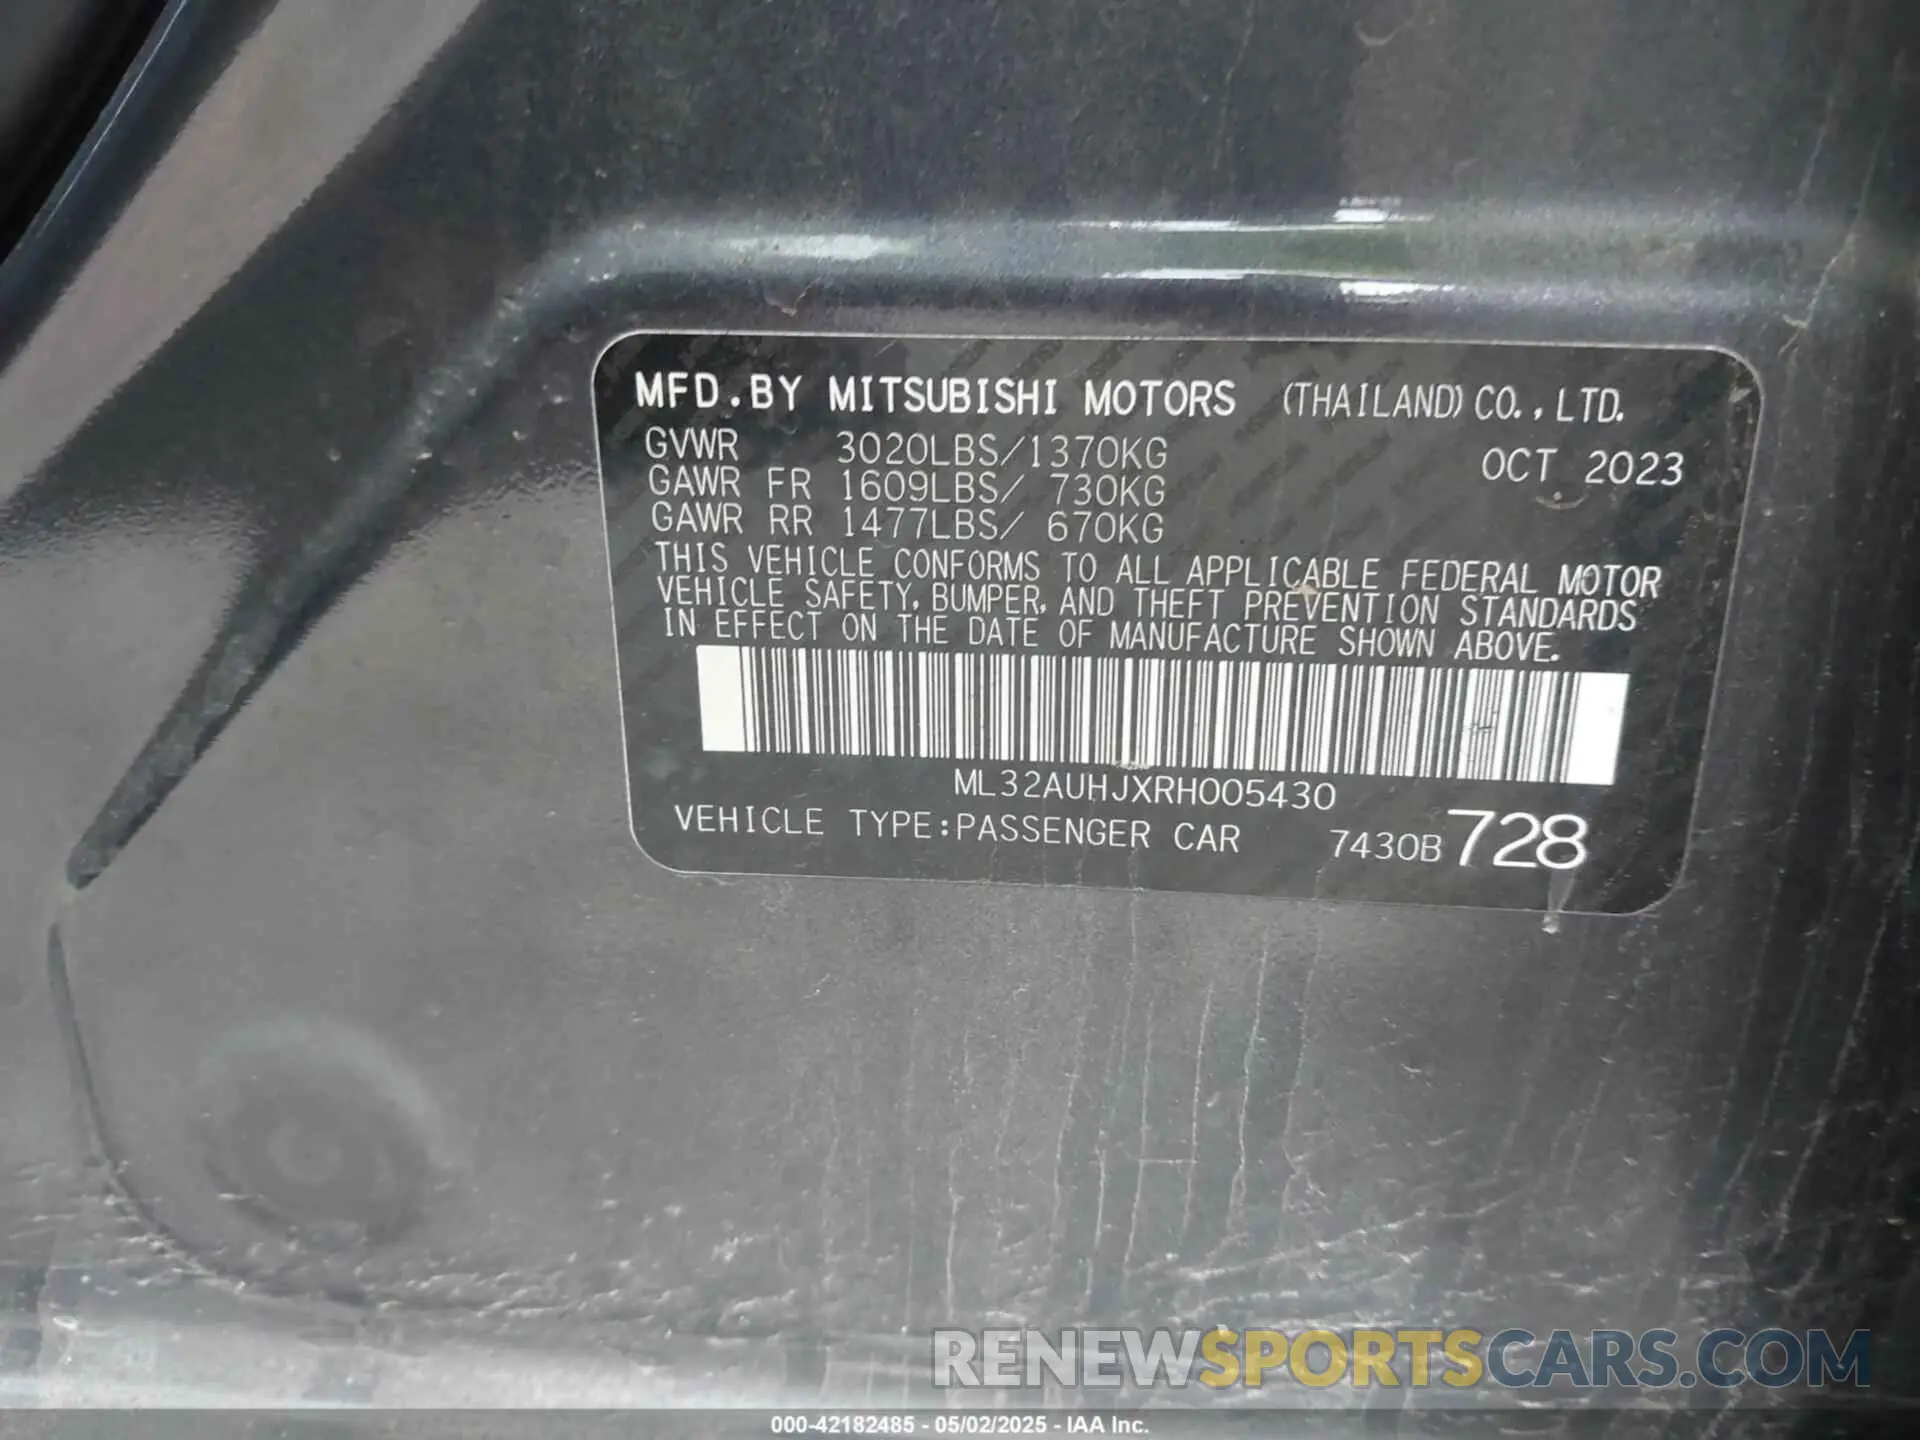 MFD.BY MITSUBISHI MOTORS (THAILAND) CO.,LTD.
GVWR 3020LBS/1370KG OCT 2023
GAWR FR 1609LBS/ 730KG
GAWR RR 1477LBS/ 670KG
THIS VEHICLE CONFORMS TO ALL APPLICABLE FEDERAL MOTOR
VEHICLE SAFETY, BUMPER, AND THEFT PREVENTION STANDARDS
IN EFFECT ON THE DATE OF MANUFACTURE SHOWN ABOVE.
ML32AUHJXRH005430
VEHICLE TYPE:PASSENGER CAR 7430B728
RENEWSPORTSCARS.COM
000-42182485 - 05/02/2025 - IAA Inc.